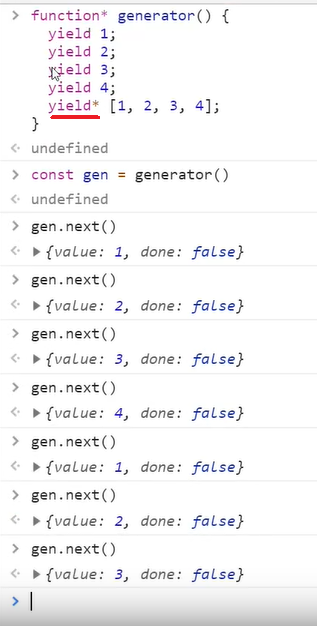 > function* generator() {
yield 1;
yield 2;
yield 3;
yield 4;
yield* [1, 2, 3, 4];
}
undefined
> const gen = generator()
undefined
> gen.next()
{value: 1, done: false}
> gen.next()
{value: 2, done: false}
> gen.next()
{value: 3, done: false}
> gen.next()
{value: 4, done: false}
> gen.next()
{value: 1, done: false}
> gen.next()
{value: 2, done: false}
> gen.next()
{value: 3, done: false}
>